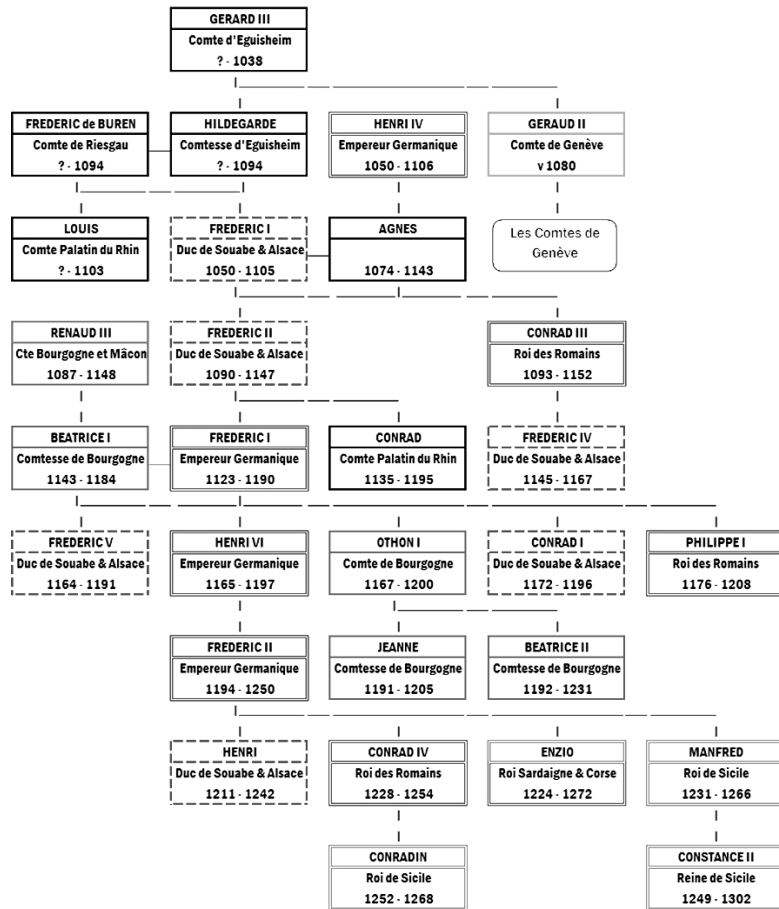 GERARD III
Comte d'Eguisheim
? - 1038
FREDERIC de BUREN
Comte de Riesgau
? - 1094
HILDEGARDE
Comtesse d'Eguisheim
? - 1094
HENRI IV
Empereur Germanique
1050 - 1106
GERAUD II
Comte de Genève
v 1080
LOUIS
Comte Palatin du Rhin
? - 1103
FREDERIC I
Duc de Souabe & Alsace
1050 - 1105
AGNES
1074 - 1143
Les Comtes de
Genève
RENAUD III
Cte Bourgogne et Mâcon
1087 - 1148
FREDERIC II
Duc de Souabe & Alsace
1090 - 1147
CONRAD III
Roi des Romains
1093 - 1152
BEATRICE I
Comtesse de Bourgogne
1143 - 1184
FREDERIC I
Empereur Germanique
1123 - 1190
CONRAD
Comte Palatin du Rhin
1135 - 1195
FREDERIC IV
Duc de Souabe & Alsace
1145 - 1167
FREDERIC V
Duc de Souabe & Alsace
1164 - 1191
HENRI VI
Empereur Germanique
1165 - 1197
OTHON I
Comte de Bourgogne
1167 - 1200
CONRAD I
Duc de Souabe & Alsace
1172 - 1196
PHILIPPE I
Roi des Romains
1176 - 1208
FREDERIC II
Empereur Germanique
1194 - 1250
JEANNE
Comtesse de Bourgogne
1191 - 1205
BEATRICE II
Comtesse de Bourgogne
1192 - 1231
HENRI
Duc de Souabe & Alsace
1211 - 1242
CONRAD IV
Roi des Romains
1228 - 1254
ENZIO
Roi Sardaigne & Corse
1224 - 1272
MANFRED
Roi de Sicile
1231 - 1266
CONRADIN
Roi de Sicile
1252 - 1268
CONSTANCE II
Reine de Sicile
1249 - 1302